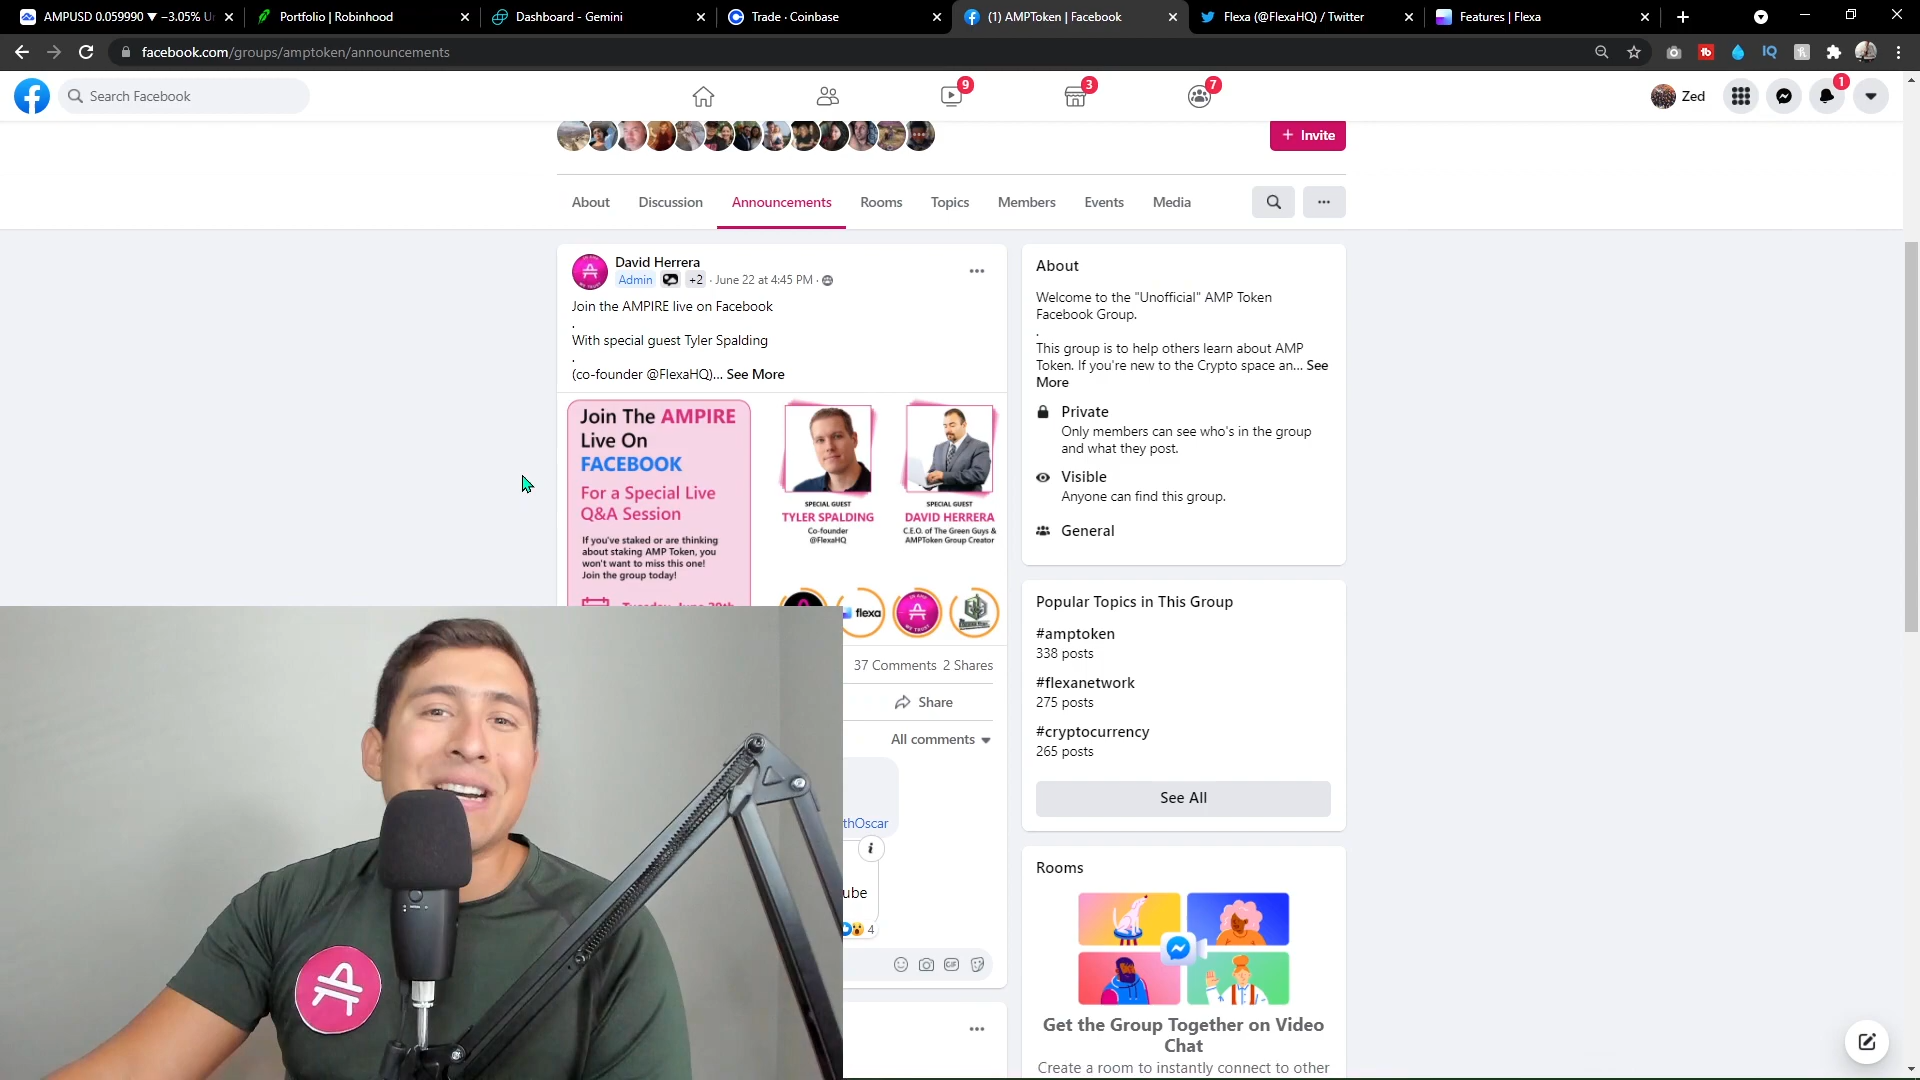 AMPUSD 0.059990 ▼ −3.05%
Portfolio | Robinhood
Dashboard - Gemini
Trade · Coinbase
(1) AMPToken | Facebook
Flexa (@FlexaHQ) / Twitter
Features | Flexa
facebook.com/groups/amptoken/announcements
Search Facebook
9
3
7
Zed
1
+ Invite
About
Discussion
Announcements
Rooms
Topics
Members
Events
Media
David Herrera
Admin
+2 · June 22 at 4:45 PM ·
Join the AMPIRE live on Facebook
.
With special guest Tyler Spalding
.
(co-founder @FlexaHQ)... See More
Join The AMPIRE
Live On
FACEBOOK
For a Special Live
Q&A Session
If you've staked or are thinking
about staking AMP Token, you
won't want to miss this one!
Join the group today!
SPECIAL GUEST
TYLER SPALDING
Co-founder
@FlexaHQ
SPECIAL GUEST
DAVID HERRERA
C.E.O. of The Green Guys &
AMPToken Group Creator
flexa
WE TRUST
37 Comments 2 Shares
Share
All comments
thOscar
ube
4
GIF
About
Welcome to the "Unofficial" AMP Token
Facebook Group.
.
This group is to help others learn about AMP
Token. If you're new to the Crypto space an... See
More
Private
Only members can see who's in the group
and what they post.
Visible
Anyone can find this group.
General
Popular Topics in This Group
#amptoken
338 posts
#flexanetwork
275 posts
#cryptocurrency
265 posts
See All
Rooms
Get the Group Together on Video
Chat
Create a room to instantly connect to other